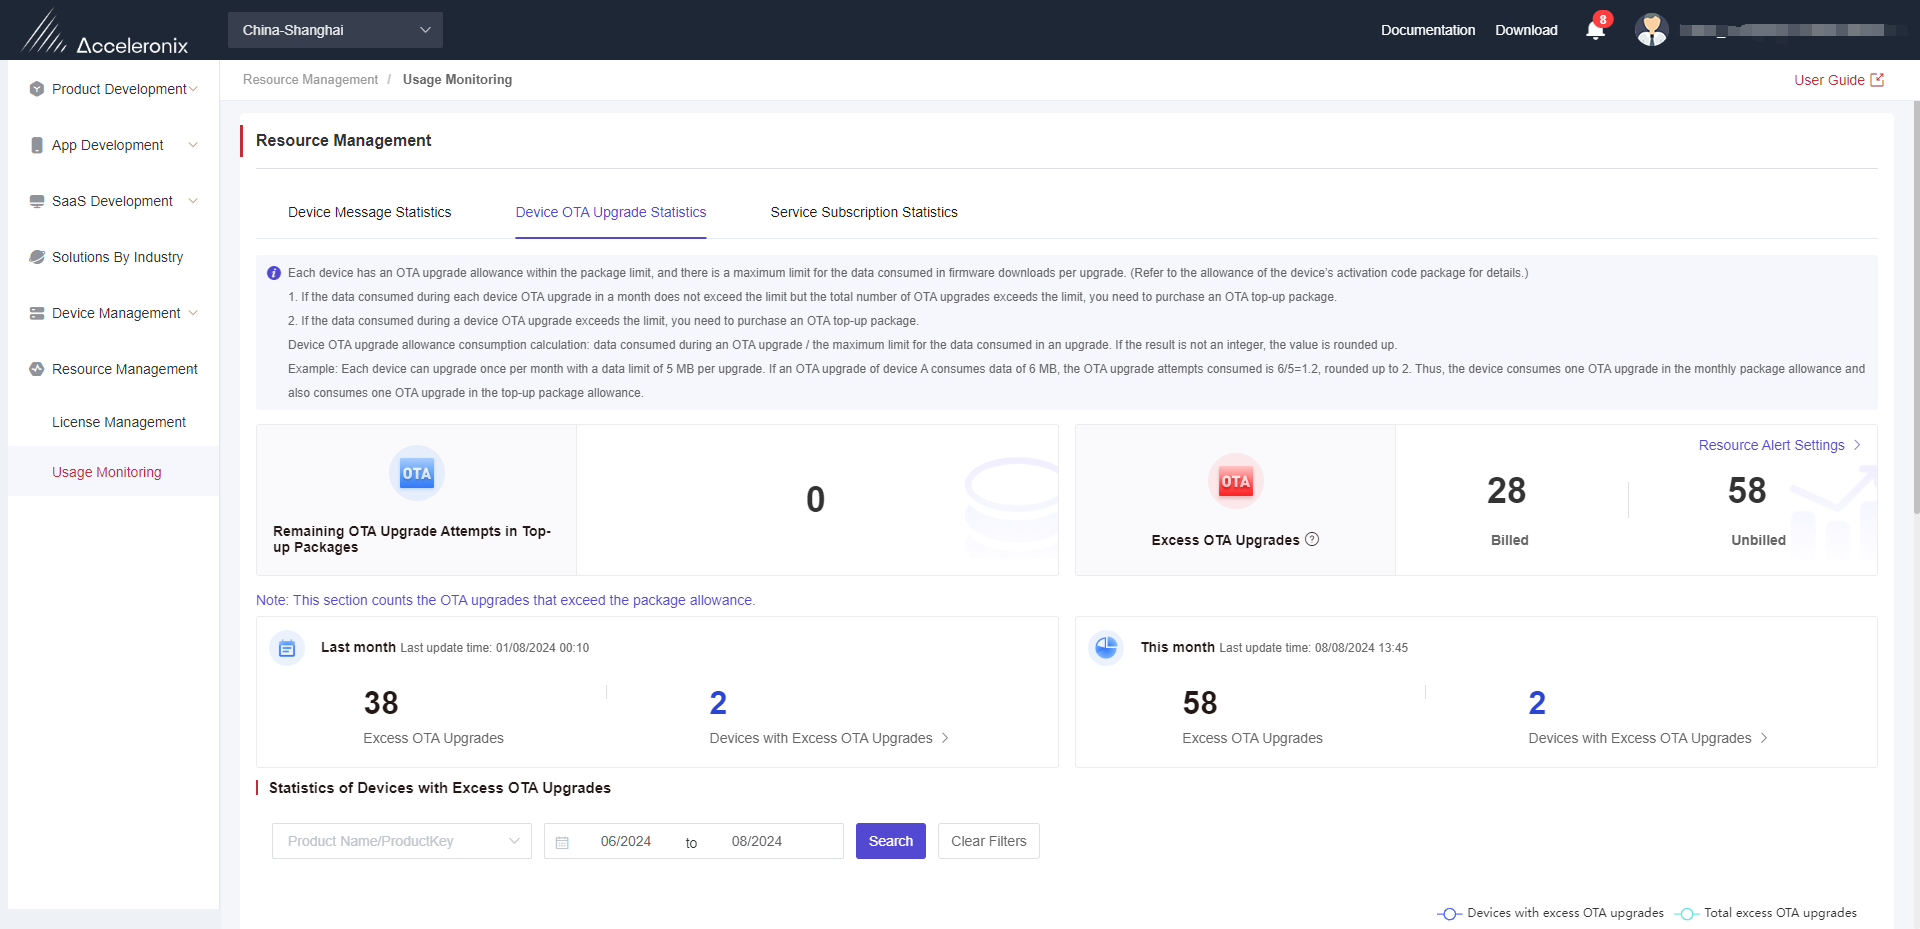 Acceleronix
China-Shanghai
Documentation
Download
8
Product Development
App Development
SaaS Development
Solutions By Industry
Device Management
Resource Management
License Management
Usage Monitoring
Resource Management / Usage Monitoring
User Guide
Resource Management
Device Message Statistics
Device OTA Upgrade Statistics
Service Subscription Statistics
Each device has an OTA upgrade allowance within the package limit, and there is a maximum limit for the data consumed in firmware downloads per upgrade. (Refer to the allowance of the device's activation code package for details.)
1. If the data consumed during each device OTA upgrade in a month does not exceed the limit but the total number of OTA upgrades exceeds the limit, you need to purchase an OTA top-up package.
2. If the data consumed during a device OTA upgrade exceeds the limit, you need to purchase an OTA top-up package.
Device OTA upgrade allowance consumption calculation: data consumed during an OTA upgrade / the maximum limit for the data consumed in an upgrade. If the result is not an integer, the value is rounded up.
Example: Each device can upgrade once per month with a data limit of 5 MB per upgrade. If an OTA upgrade of device A consumes data of 6 MB, the OTA upgrade attempts consumed is 6/5=1.2, rounded up to 2. Thus, the device consumes one OTA upgrade in the monthly package allowance and
also consumes one OTA upgrade in the top-up package allowance.
OTA
Remaining OTA Upgrade Attempts in Top-
up Packages
0
OTA
Excess OTA Upgrades
Resource Alert Settings
28
Billed
58
Unbilled
Note: This section counts the OTA upgrades that exceed the package allowance.
Last month Last update time: 01/08/2024 00:10
38
Excess OTA Upgrades
2
Devices with Excess OTA Upgrades
This month Last update time: 08/08/2024 13:45
58
Excess OTA Upgrades
2
Devices with Excess OTA Upgrades
Statistics of Devices with Excess OTA Upgrades
Product Name/ProductKey
06/2024 to 08/2024
Search
Clear Filters
Devices with excess OTA upgrades
Total excess OTA upgrades